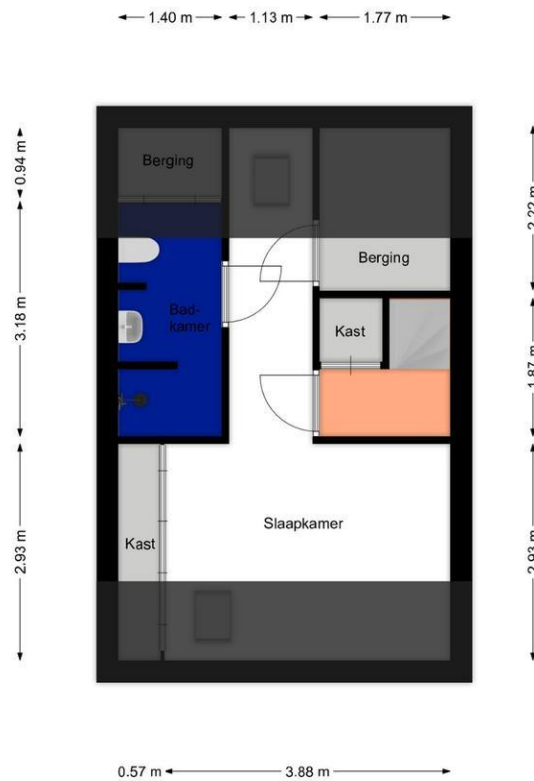 1.40 m
1.13 m
1.77 m
0.94 m
Berging
2.22 m
Berging
3.18 m
Bad-
kamer
Kast
1.87 m
Slaapkamer
Kast
2.93 m
2.93 m
0.57 m
3.88 m